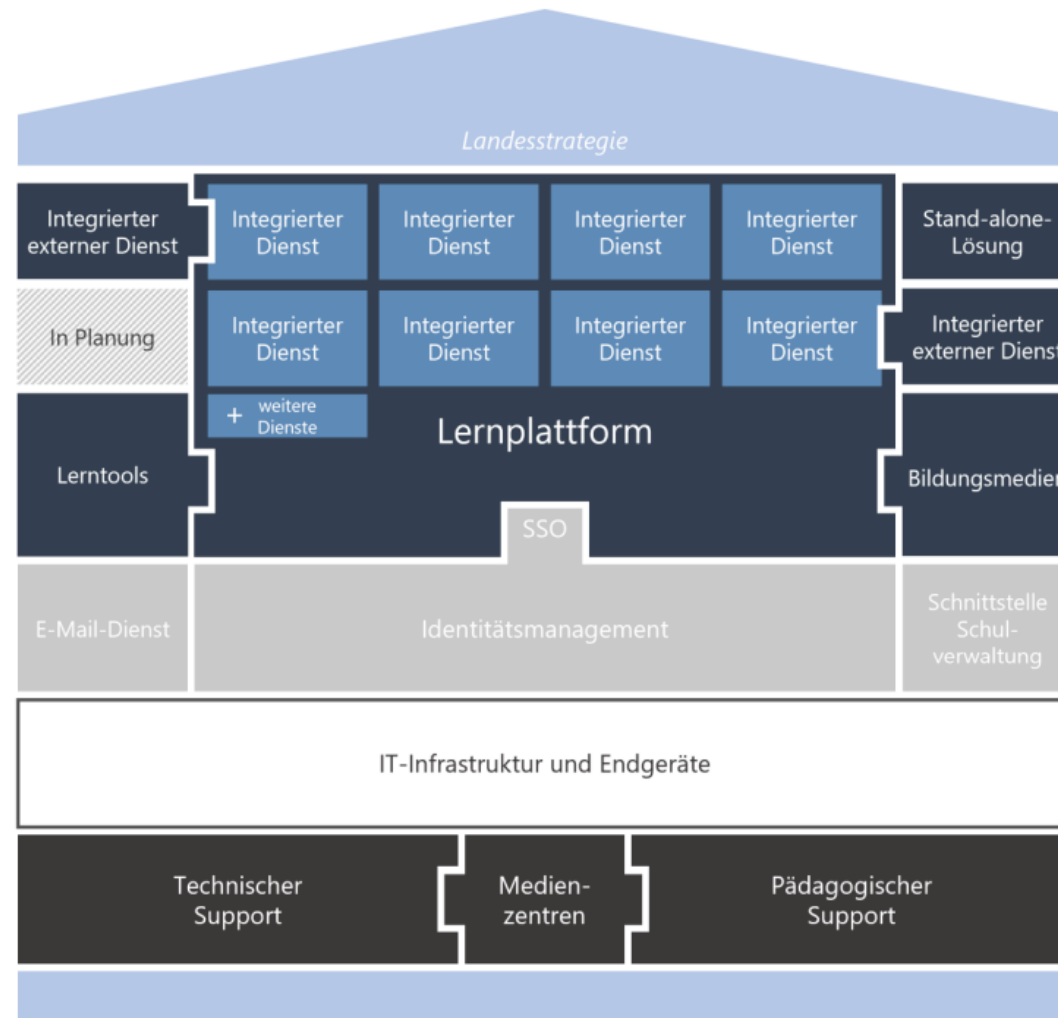 Landesstrategie
Integrierter
externer Dienst
Integrierter
Dienst
Integrierter
Dienst
Integrierter
Dienst
Integrierter
Dienst
Stand-alone-
Lösung
In Planung
Integrierter
Dienst
Integrierter
Dienst
Integrierter
Dienst
Integrierter
Dienst
Integrierter
externer Dienst
+ weitere
Dienste
Lernplattform
Lerntools
Bildungsmedien
SSO
E-Mail-Dienst
Identitätsmanagement
Schnittstelle
Schul-
verwaltung
IT-Infrastruktur und Endgeräte
Technischer
Support
Medien-
zentren
Pädagogischer
Support